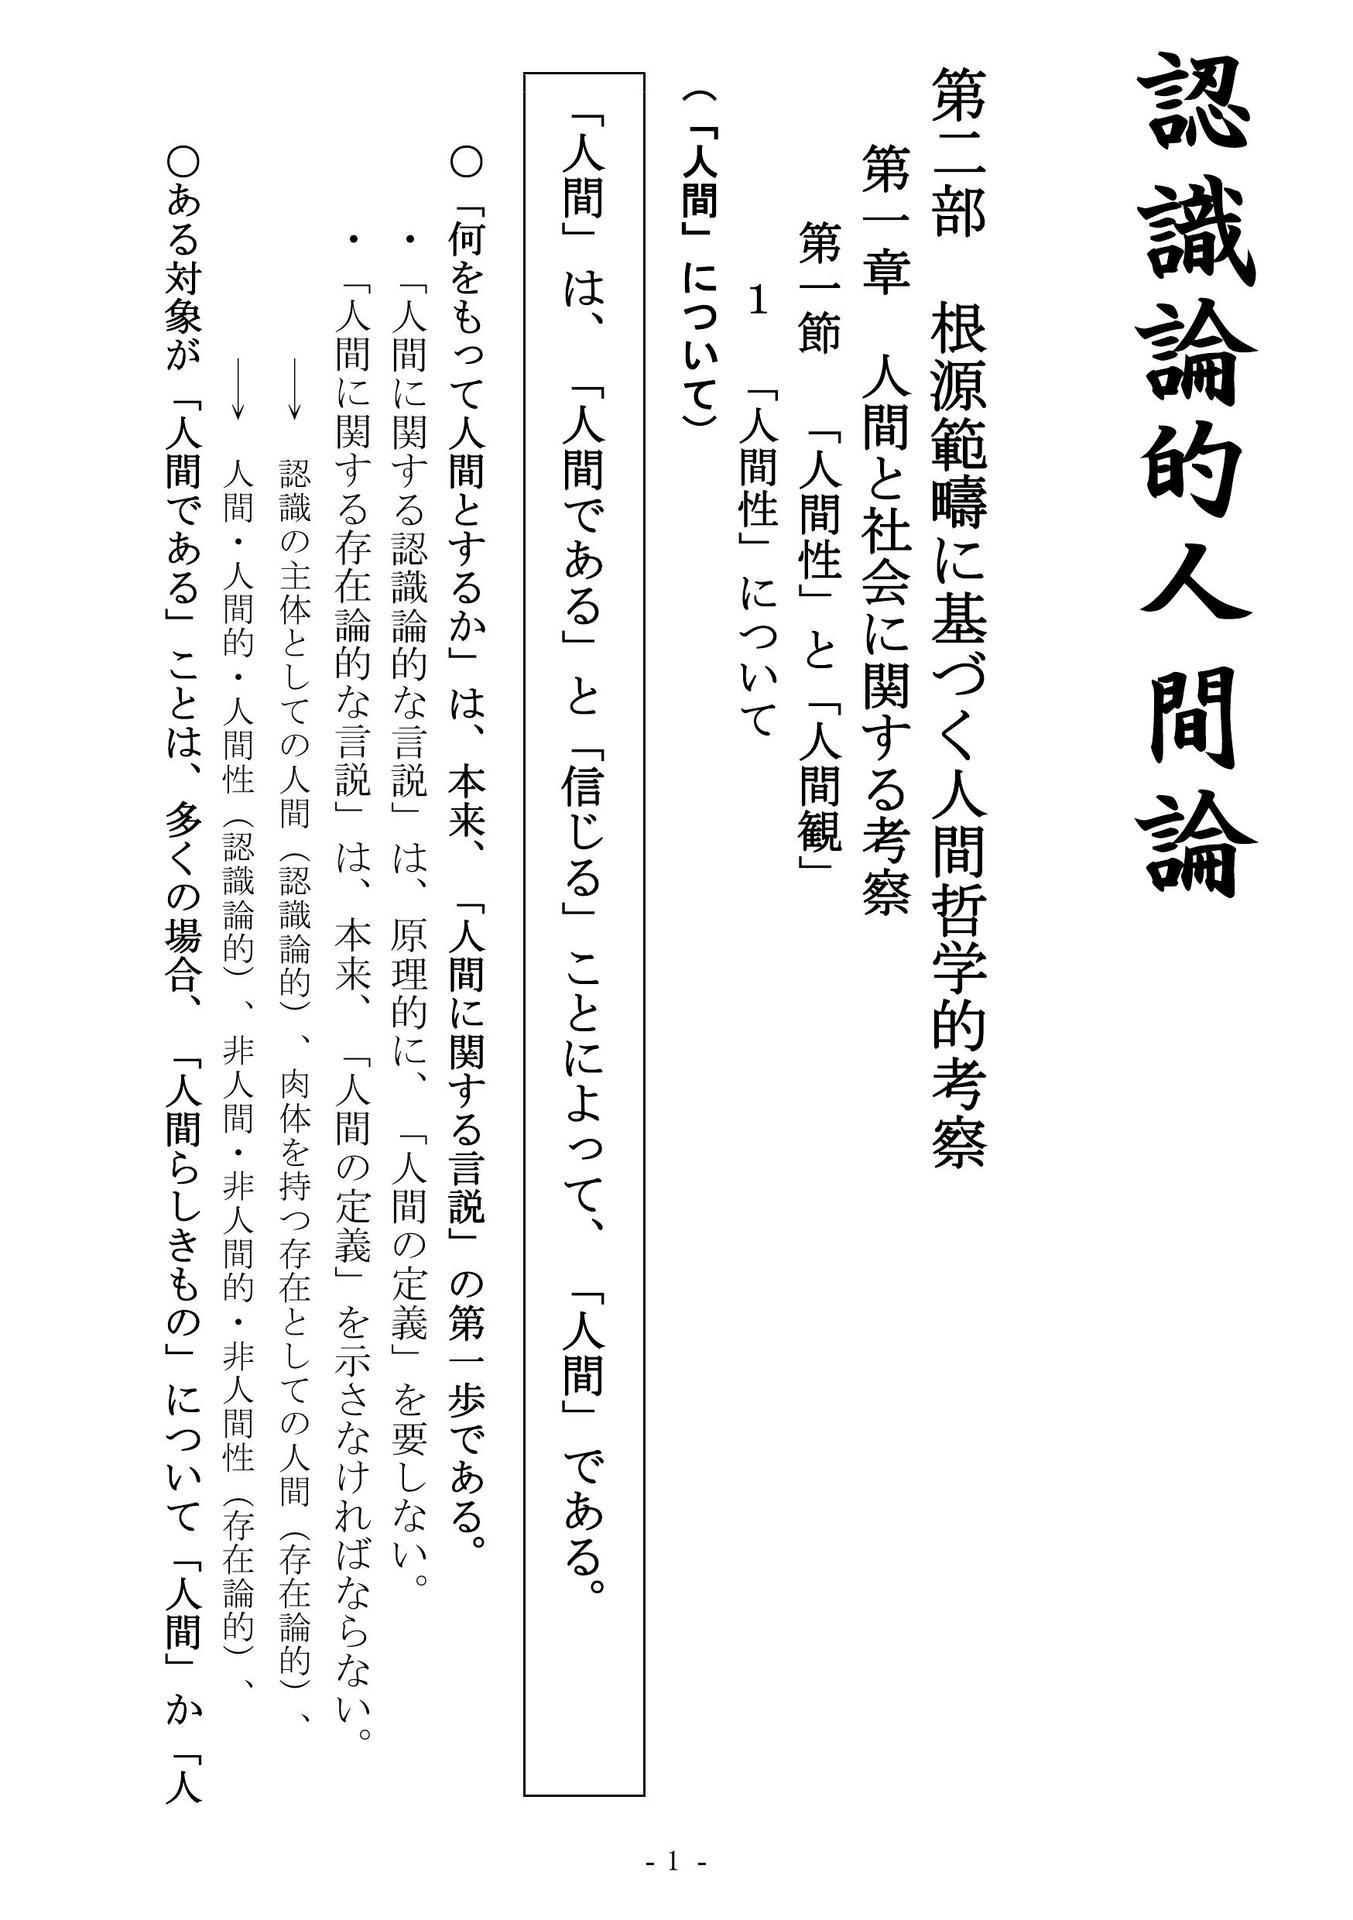 認識論的人間論
第二部　根源範疇に基づく人間哲学的考察
第一章　人間と社会に関する考察
第一節　「人間性」と「人間観」
1　「人間性」について
（「人間」について）
「人間」は、「人間である」と「信じる」ことによって、「人間」である。
○「何をもって人間とするか」は、本来、「人間に関する言説」の第一歩である。
・「人間に関する認識論的な言説」は、原理的に、「人間の定義」を要しない。
・「人間に関する存在論的な言説」は、本来、「人間の定義」を示さなければならない。
→　認識の主体としての人間（認識論的）、肉体を持つ存在としての人間（存在論的）、
→　人間・人間的・人間性（認識論的）、非人間・非人間的・非人間性（存在論的）、
○ある対象が「人間である」ことは、多くの場合、「人間らしきもの」について「人間」か「人
- 1 -